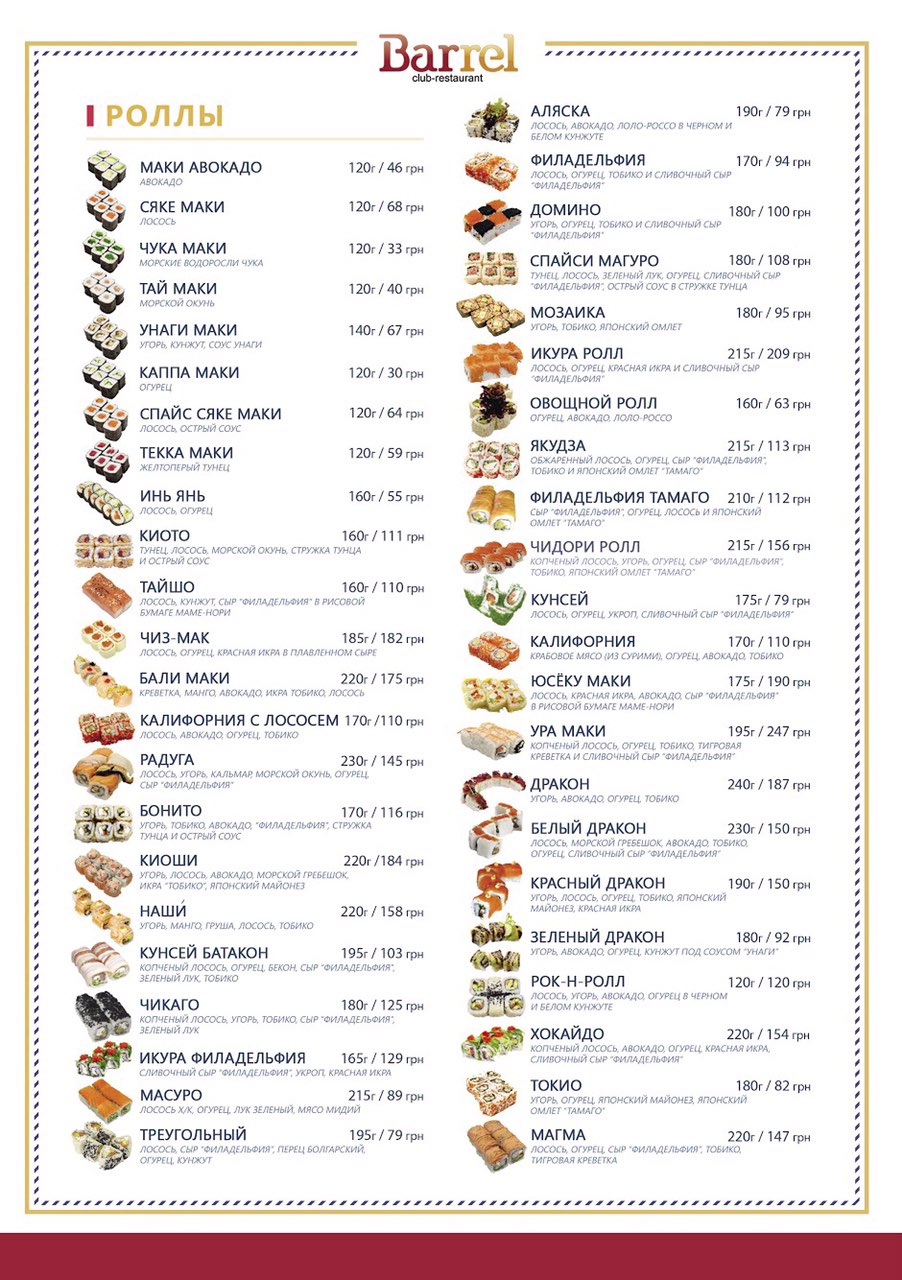 Barrel
club-restaurant
РОЛЛЫ
МАКИ АВОКАДО 120г / 46 грн
АВОКАДО
СЯКЕ МАКИ 120г / 68 грн
ЛОСОСЬ
ЧУКА МАКИ 120г / 33 грн
МОРСКИЕ ВОДОРОСЛИ ЧУКА
ТАЙ МАКИ 120г / 40 грн
МОРСКОЙ ОКУНЬ
УНАГИ МАКИ 140г / 67 грн
УГОРЬ, КУНЖУТ, СОУС УНАГИ
КАППА МАКИ 120г / 30 грн
ОГУРЕЦ
СПАЙС СЯКЕ МАКИ 120г / 64 грн
ЛОСОСЬ, ОСТРЫЙ СОУС
ТЕККА МАКИ 120г / 59 грн
ЖЕЛТОПЕРЫЙ ТУНЕЦ
ИНЬ ЯНЬ 160г / 55 грн
ЛОСОСЬ, ОГУРЕЦ
КИОТО 160г / 111 грн
ТУНЕЦ, ЛОСОСЬ, МОРСКОЙ ОКУНЬ, СТРУЖКА ТУНЦА
И ОСТРЫЙ СОУС
ТАЙШО 160г / 110 грн
ЛОСОСЬ, КУНЖУТ, СЫР "ФИЛАДЕЛЬФИЯ" В РИСОВОЙ
БУМАГЕ МАМЕ-НОРИ
ЧИЗ-МАК 185г / 182 грн
ЛОСОСЬ, ОГУРЕЦ, КРАСНАЯ ИКРА В ПЛАВЛЕННОМ СЫРЕ
БАЛИ МАКИ 220г / 175 грн
КРЕВЕТКА, МАНГО, АВОКАДО, ИКРА ТОБИКО, ЛОСОСЬ
КАЛИФОРНИЯ С ЛОСОСЕМ 170г /110 грн
ЛОСОСЬ, АВОКАДО, ОГУРЕЦ, ТОБИКО
РАДУГА 230г / 145 грн
ЛОСОСЬ, УГОРЬ, КАЛЬМАР, МОРСКОЙ ОКУНЬ, ОГУРЕЦ,
СЫР "ФИЛАДЕЛЬФИЯ"
БОНИТО 170г / 116 грн
УГОРЬ, ТОБИКО, АВОКАДО, "ФИЛАДЕЛЬФИЯ", СТРУЖКА
ТУНЦА И ОСТРЫЙ СОУС
КИОШИ 220г /184 грн
УГОРЬ, ЛОСОСЬ, АВОКАДО, МОРСКОЙ ГРЕБЕШОК,
ИКРА "ТОБИКО", ЯПОНСКИЙ МАЙОНЕЗ
НАШИ́ 220г / 158 грн
УГОРЬ, МАНГО, ГРУША, ЛОСОСЬ, ТОБИКО
КУНСЕЙ БАТАКОН 195г / 103 грн
КОПЧЕНЫЙ ЛОСОСЬ, ОГУРЕЦ, БЕКОН, СЫР "ФИЛАДЕЛЬФИЯ",
ЗЕЛЕНЫЙ ЛУК, ТОБИКО
ЧИКАГО 180г / 125 грн
КОПЧЕНЫЙ ЛОСОСЬ, УГОРЬ, ТОБИКО, СЫР "ФИЛАДЕЛЬФИЯ",
ЗЕЛЕНЫЙ ЛУК
ИКУРА ФИЛАДЕЛЬФИЯ 165г / 129 грн
СЛИВОЧНЫЙ СЫР "ФИЛАДЕЛЬФИЯ", УКРОП, КРАСНАЯ ИКРА
МАСУРО 215г / 89 грн
ЛОСОСЬ Х/К, ОГУРЕЦ, ЛУК ЗЕЛЕНЫЙ, МЯСО МИДИЙ
ТРЕУГОЛЬНЫЙ 195г / 79 грн
ЛОСОСЬ, СЫР "ФИЛАДЕЛЬФИЯ", ПЕРЕЦ БОЛГАРСКИЙ,
ОГУРЕЦ, КУНЖУТ
АЛЯСКА 190г / 79 грн
ЛОСОСЬ, АВОКАДО, ЛОЛО-РОССО В ЧЕРНОМ И
БЕЛОМ КУНЖУТЕ
ФИЛАДЕЛЬФИЯ 170г / 94 грн
ЛОСОСЬ, ОГУРЕЦ, ТОБИКО И СЛИВОЧНЫЙ СЫР
"ФИЛАДЕЛЬФИЯ"
ДОМИНО 180г / 100 грн
УГОРЬ, ОГУРЕЦ, ТОБИКО И СЛИВОЧНЫЙ СЫР
"ФИЛАДЕЛЬФИЯ"
СПАЙСИ МАГУРО 180г / 108 грн
ТУНЕЦ, ЛОСОСЬ, ЗЕЛЕНЫЙ ЛУК, ОГУРЕЦ, СЛИВОЧНЫЙ СЫР
"ФИЛАДЕЛЬФИЯ", ОСТРЫЙ СОУС В СТРУЖКЕ ТУНЦА
МОЗАИКА 180г / 95 грн
УГОРЬ, ТОБИКО, ЯПОНСКИЙ ОМЛЕТ
ИКУРА РОЛЛ 215г / 209 грн
ЛОСОСЬ, ОГУРЕЦ, КРАСНАЯ ИКРА И СЛИВОЧНЫЙ СЫР
"ФИЛАДЕЛЬФИЯ"
ОВОЩНОЙ РОЛЛ 160г / 63 грн
ОГУРЕЦ, АВОКАДО, ЛОЛО-РОССО
ЯКУДЗА 215г / 113 грн
ОБЖАРЕННЫЙ ЛОСОСЬ, ОГУРЕЦ, СЫР "ФИЛАДЕЛЬФИЯ",
ТОБИКО И ЯПОНСКИЙ ОМЛЕТ "ТАМАГО"
ФИЛАДЕЛЬФИЯ ТАМАГО 210г / 112 грн
СЫР "ФИЛАДЕЛЬФИЯ", ОГУРЕЦ, ЛОСОСЬ И ЯПОНСКИЙ
ОМЛЕТ "ТАМАГО"
ЧИДОРИ РОЛЛ 215г / 156 грн
КОПЧЕНЫЙ ЛОСОСЬ, УГОРЬ, ОГУРЕЦ, СЫР "ФИЛАДЕЛЬФИЯ",
ТОБИКО, ЯПОНСКИЙ ОМЛЕТ "ТАМАГО"
КУНСЕЙ 175г / 79 грн
ЛОСОСЬ, ОГУРЕЦ, УКРОП, СЛИВОЧНЫЙ СЫР "ФИЛАДЕЛЬФИЯ"
КАЛИФОРНИЯ 170г / 110 грн
КРАБОВОЕ МЯСО (ИЗ СУРИМИ), ОГУРЕЦ, АВОКАДО, ТОБИКО
ЮСЁКУ МАКИ 175г / 190 грн
ЛОСОСЬ, КРАСНАЯ ИКРА, АВОКАДО, СЫР "ФИЛАДЕЛЬФИЯ"
В РИСОВОЙ БУМАГЕ МАМЕ-НОРИ
УРА МАКИ 195г / 247 грн
КОПЧЕНЫЙ ЛОСОСЬ, ОГУРЕЦ, ТОБИКО, ТИГРОВАЯ
КРЕВЕТКА И СЛИВОЧНЫЙ СЫР "ФИЛАДЕЛЬФИЯ"
ДРАКОН 240г / 187 грн
УГОРЬ, АВОКАДО, ОГУРЕЦ, ТОБИКО
БЕЛЫЙ ДРАКОН 230г / 150 грн
ЛОСОСЬ, МОРСКОЙ ГРЕБЕШОК, АВОКАДО, ТОБИКО,
ОГУРЕЦ, СЛИВОЧНЫЙ СЫР "ФИЛАДЕЛЬФИЯ"
КРАСНЫЙ ДРАКОН 190г / 150 грн
УГОРЬ, ЛОСОСЬ, ОГУРЕЦ, ТОБИКО, ЯПОНСКИЙ
МАЙОНЕЗ, КРАСНАЯ ИКРА
ЗЕЛЕНЫЙ ДРАКОН 180г / 92 грн
УГОРЬ, АВОКАДО, ОГУРЕЦ, КУНЖУТ ПОД СОУСОМ "УНАГИ"
РОК-Н-РОЛЛ 120г / 120 грн
ЛОСОСЬ, УГОРЬ, АВОКАДО, ОГУРЕЦ В ЧЕРНОМ
И БЕЛОМ КУНЖУТЕ
ХОКАЙДО 220г / 154 грн
КОПЧЕНЫЙ ЛОСОСЬ, АВОКАДО, ОГУРЕЦ, КРАСНАЯ ИКРА,
СЛИВОЧНЫЙ СЫР "ФИЛАДЕЛЬФИЯ"
ТОКИО 180г / 82 грн
УГОРЬ, ОГУРЕЦ, ЯПОНСКИЙ МАЙОНЕЗ, ЯПОНСКИЙ
ОМЛЕТ "ТАМАГО"
МАГМА 220г / 147 грн
ЛОСОСЬ, ОГУРЕЦ, СЫР "ФИЛАДЕЛЬФИЯ", ТОБИКО,
ТИГРОВАЯ КРЕВЕТКА